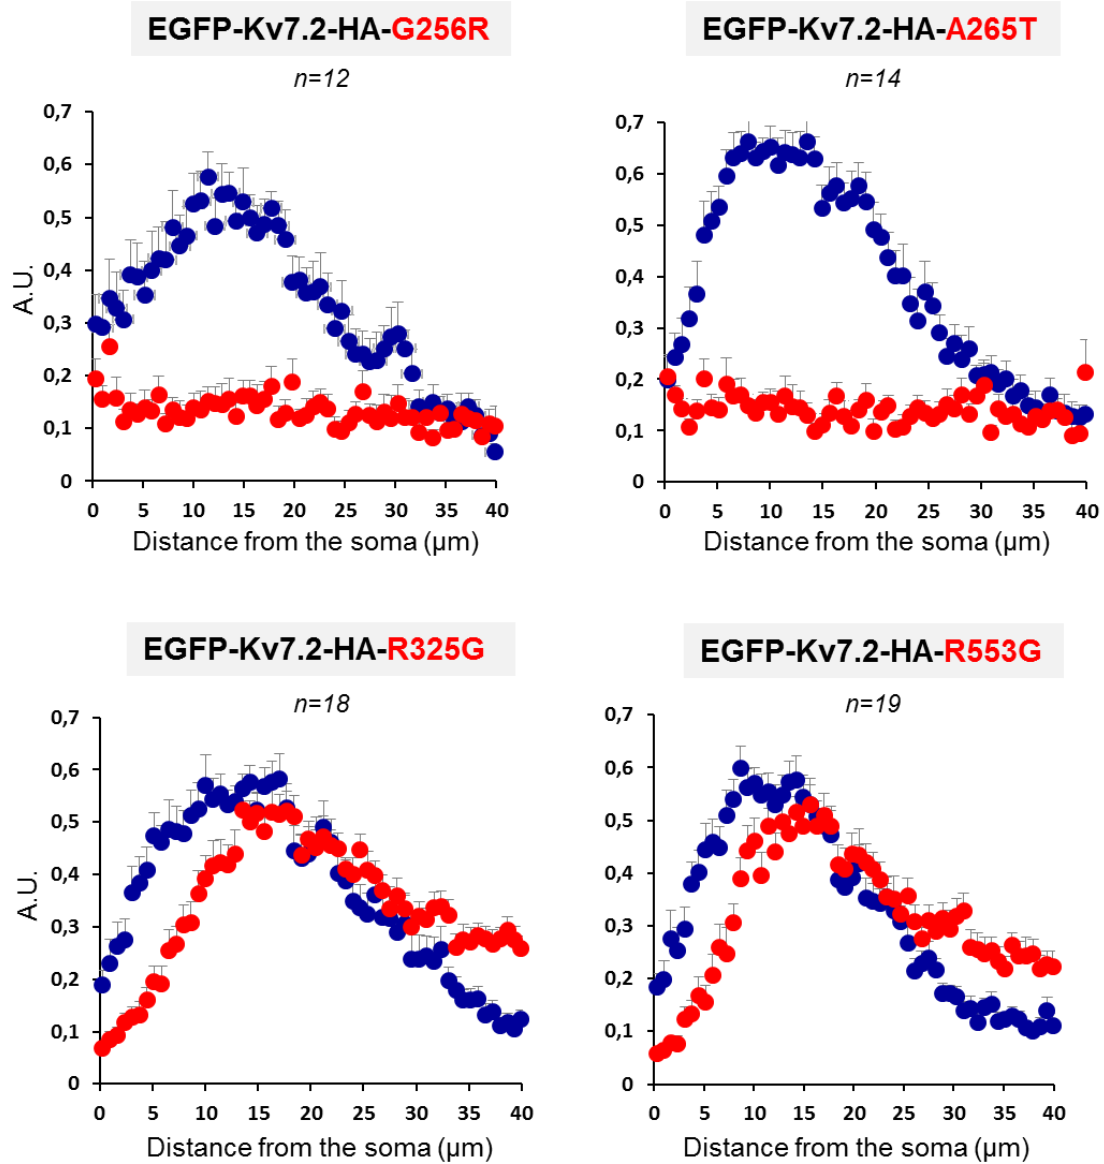 EGFP-Kv7.2-HA-G256R
n=12
A.U.
0,7
0,6
0,5
0,4
0,3
0,2
0,1
0
0 5 10 15 20 25 30 35 40
Distance from the soma (µm)
EGFP-Kv7.2-HA-A265T
n=14
0,7
0,6
0,5
0,4
0,3
0,2
0,1
0
0 5 10 15 20 25 30 35 40
Distance from the soma (µm)
EGFP-Kv7.2-HA-R325G
n=18
A.U.
0,7
0,6
0,5
0,4
0,3
0,2
0,1
0
0 5 10 15 20 25 30 35 40
Distance from the soma (µm)
EGFP-Kv7.2-HA-R553G
n=19
0,7
0,6
0,5
0,4
0,3
0,2
0,1
0
0 5 10 15 20 25 30 35 40
Distance from the soma (µm)